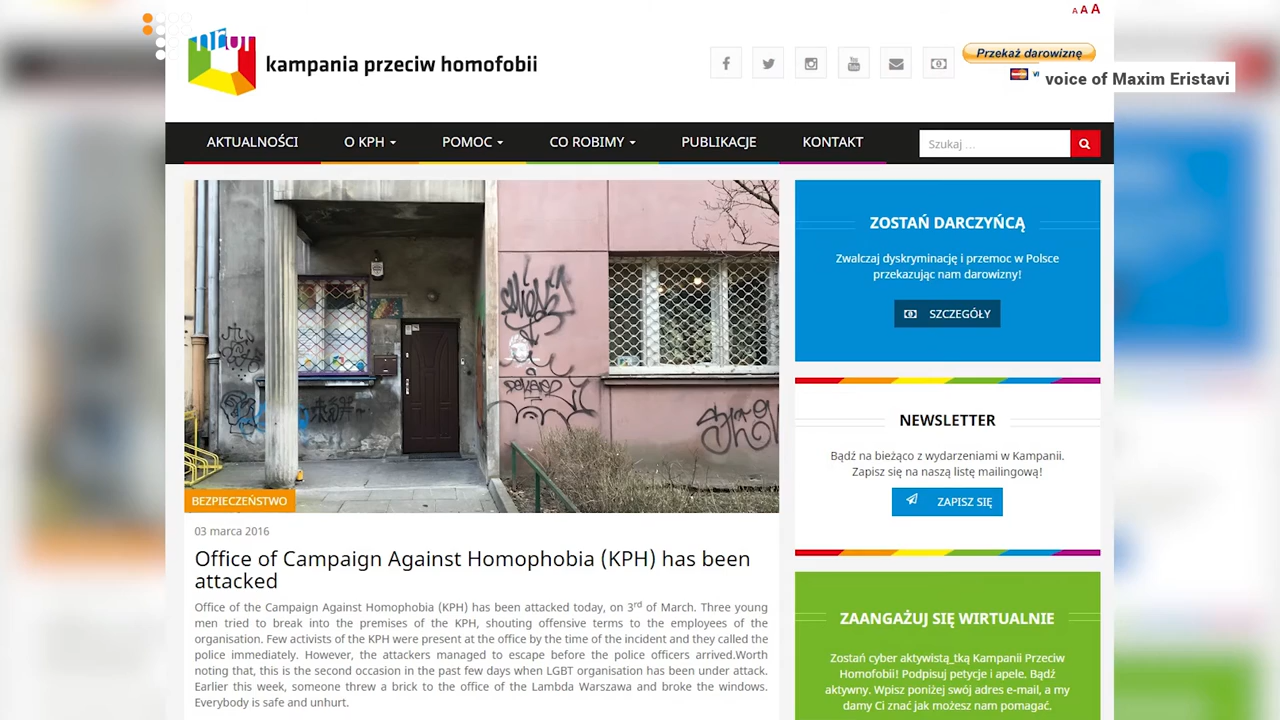 A A A
kampania przeciw homofobii
Przekaż darowiznę
voice of Maxim Eristavi
AKTUALNOŚCI
O KPH
POMOC
CO ROBIMY
PUBLIKACJE
KONTAKT
Szukaj ...
BEZPIECZEŃSTWO
03 marca 2016
Office of Campaign Against Homophobia (KPH) has been
attacked
Office of the Campaign Against Homophobia (KPH) has been attacked today, on 3rd of March. Three young
men tried to break into the premises of the KPH, shouting offensive terms to the employees of the
organisation. Few activists of the KPH were present at the office by the time of the incident and they called the
police immediately. However, the attackers managed to escape before the police officers arrived.Worth
noting that, this is the second occasion in the past few days when LGBT organisation has been under attack.
Earlier this week, someone threw a brick to the office of the Lambda Warszawa and broke the windows.
Everybody is safe and unhurt.
ZOSTAŃ DARCZYŃCĄ
Zwalczaj dyskryminację i przemoc w Polsce
przekazując nam darowizny!
SZCZEGÓŁY
NEWSLETTER
Bądź na bieżąco z wydarzeniami w Kampanii.
Zapisz się na naszą listę mailingową!
ZAPISZ SIĘ
ZAANGAŻUJ SIĘ WIRTUALNIE
Zostań cyber aktywistą_tką Kampanii Przeciw
Homofobii! Podpisuj petycje i apele. Bądź
aktywny. Wpisz poniżej swój adres e-mail, a my
damy Ci znać jak możesz nam pomagać.